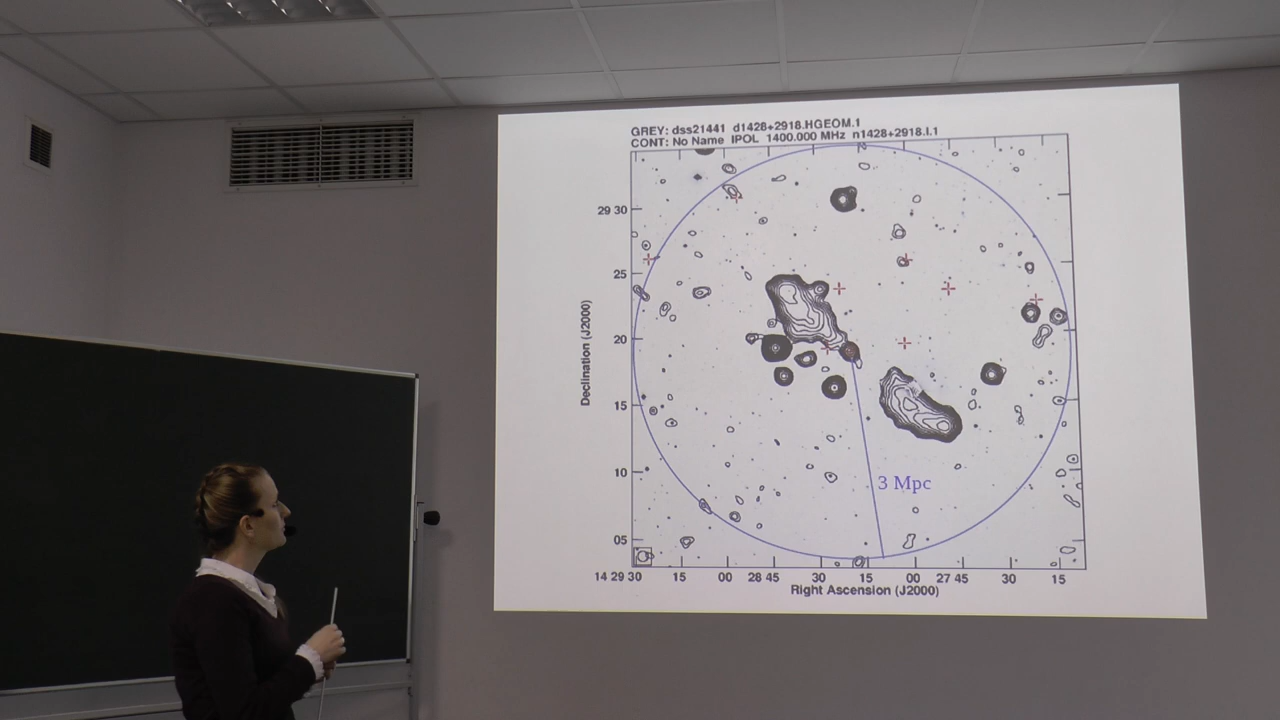 GREY: dss21441 d1428+2918.HGEOM.1
CONT: No Name IPOL 1400.000 MHz n1428+2918.I.1
29 30
25
20
15
10
05
Declination (J2000)
3 Mpc
14 29 30 15 00 28 45 30 15 00 27 45 30 15
Right Ascension (J2000)